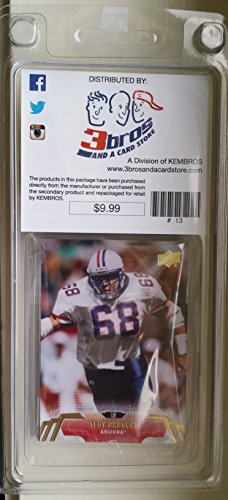 DISTRIBUTED BY:
3bros
AND A CARD STORE
A Division of KEMBROS
www.3brosandacardstore.com
The products in this package have been purchased
directly from the manufacturer or purchased from
the secondary product and repackaged for retail
by KEMBROS.
$9.99
# 13
68
68
TEDY BRUSCHI
ARIZONA